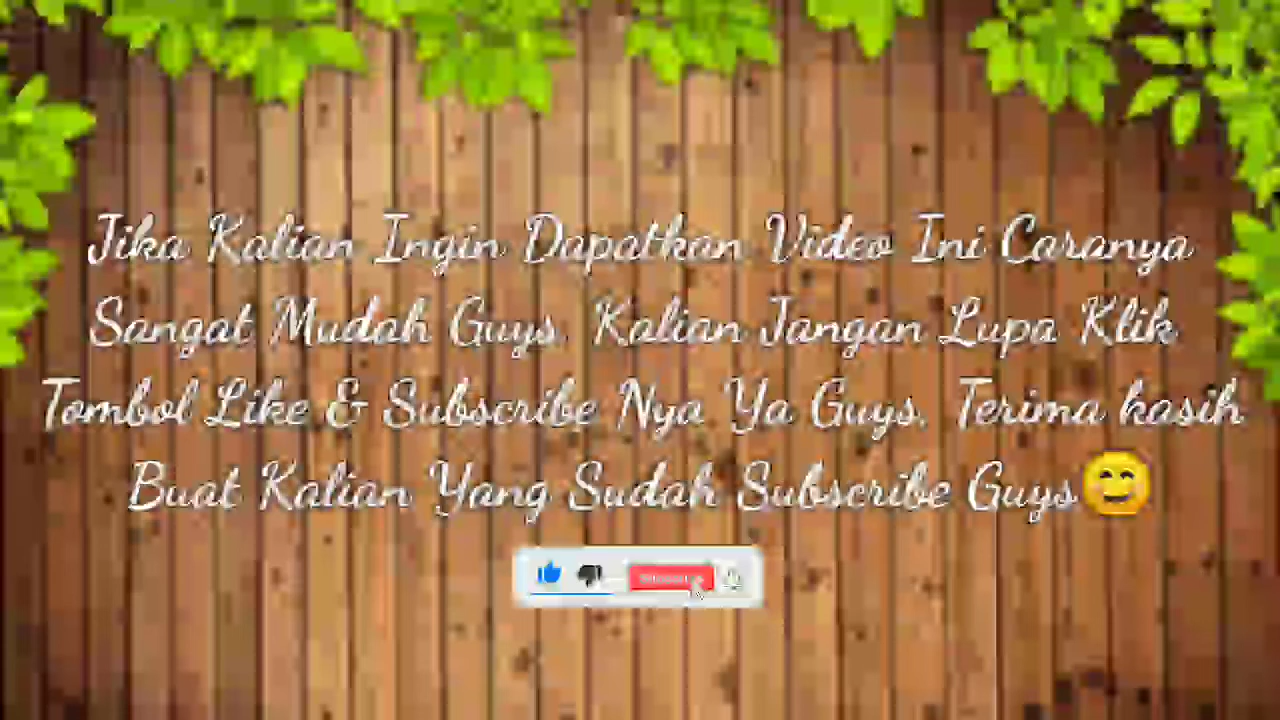 Jika Kalian Ingin Dapatkan Video Ini Caranya
Sangat Mudah Guys, Kalian Jangan Lupa Klik
Tombol Like & Subscribe Nya Ya Guys, Terima kasih
Buat Kalian Yang Sudah Subscribe Guys😊